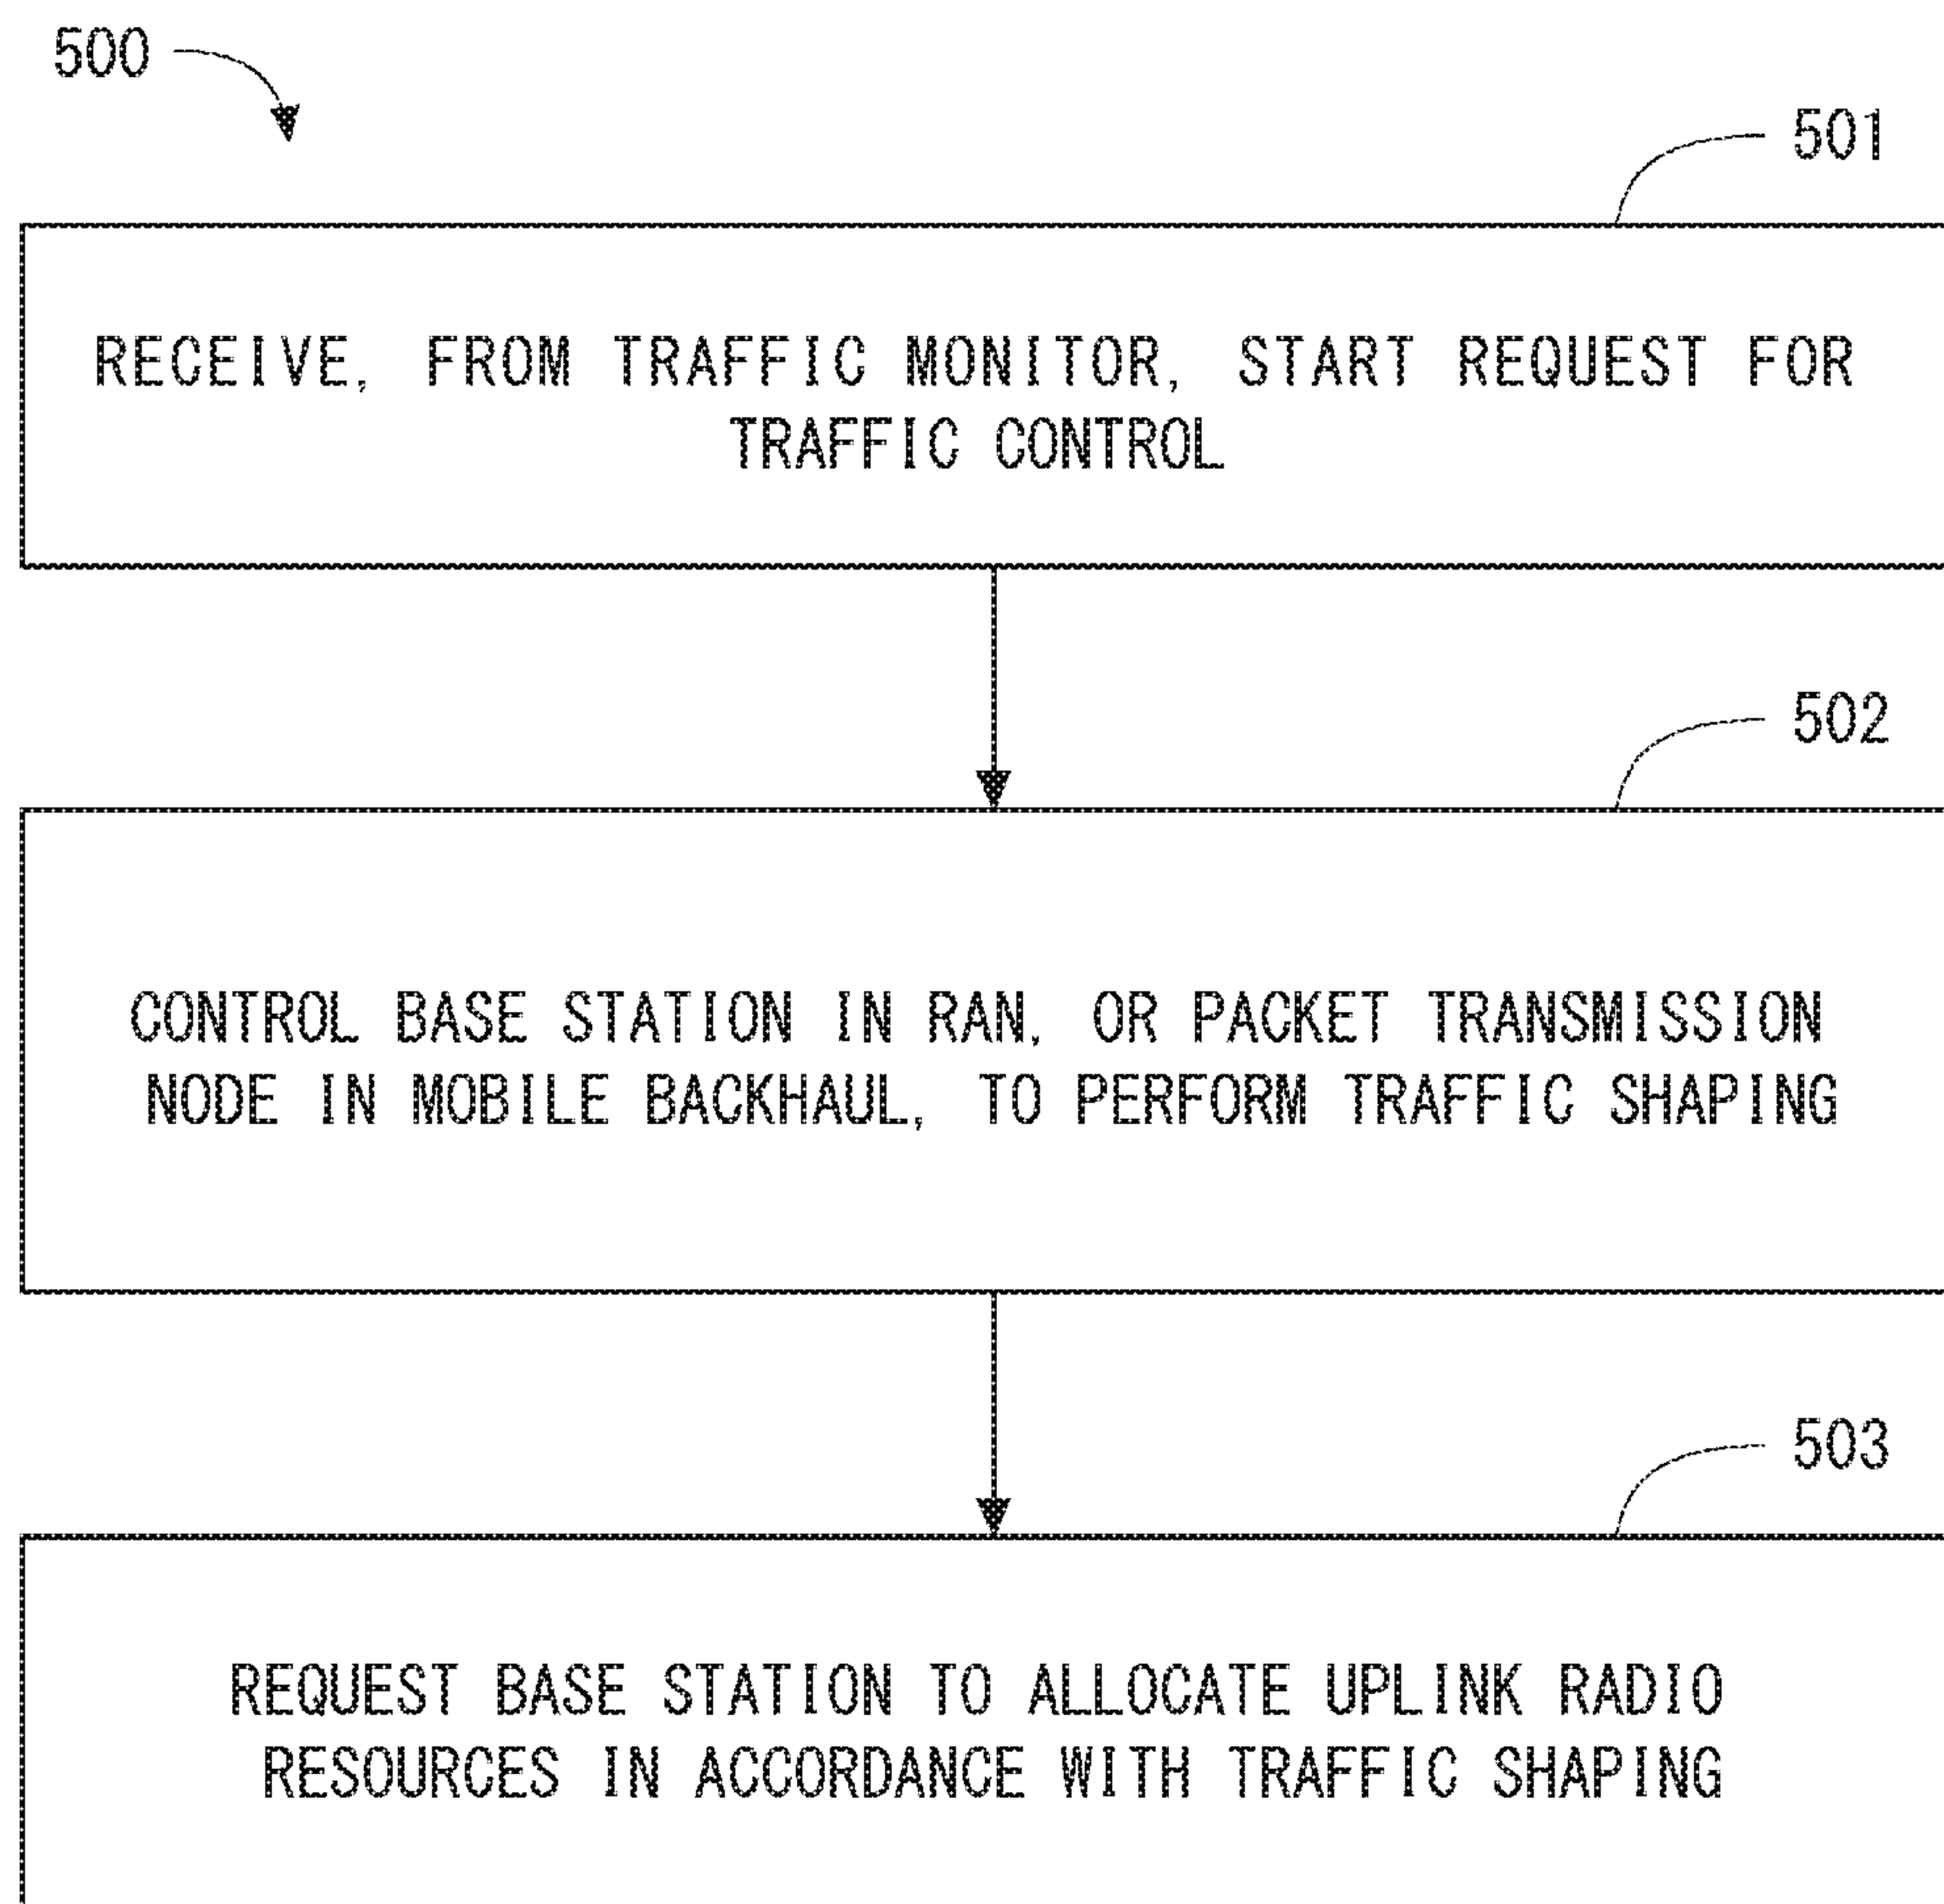 500
501
RECEIVE, FROM TRAFFIC MONITOR, START REQUEST FOR
TRAFFIC CONTROL
502
CONTROL BASE STATION IN RAN, OR PACKET TRANSMISSION
NODE IN MOBILE BACKHAUL, TO PERFORM TRAFFIC SHAPING
503
REQUEST BASE STATION TO ALLOCATE UPLINK RADIO
RESOURCES IN ACCORDANCE WITH TRAFFIC SHAPING